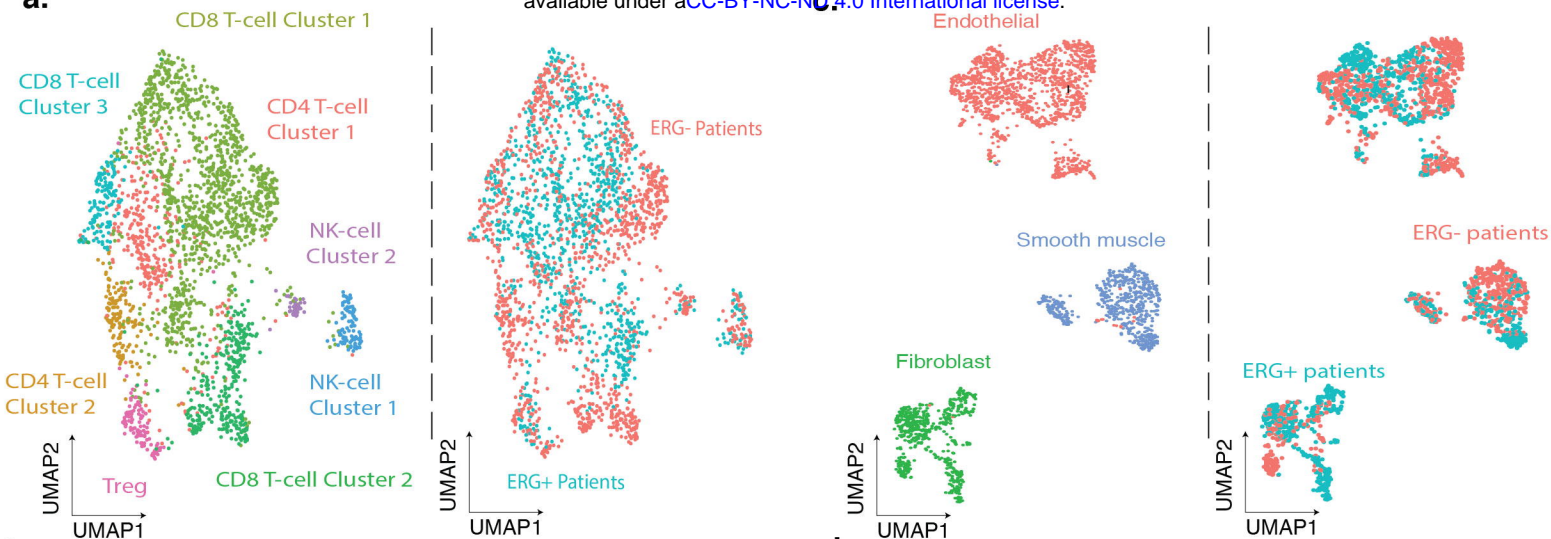 a.
available under aCC-BY-NC-ND 4.0 International license.
CD8 T-cell Cluster 1
CD8 T-cell
Cluster 3
CD4 T-cell
Cluster 1
NK-cell
Cluster 2
CD4 T-cell
Cluster 2
NK-cell
Cluster 1
Treg
CD8 T-cell Cluster 2
UMAP2
UMAP1
ERG- Patients
ERG+ Patients
UMAP2
UMAP1
Endothelial
Smooth muscle
Fibroblast
UMAP2
UMAP1
ERG- patients
ERG+ patients
UMAP2
UMAP1